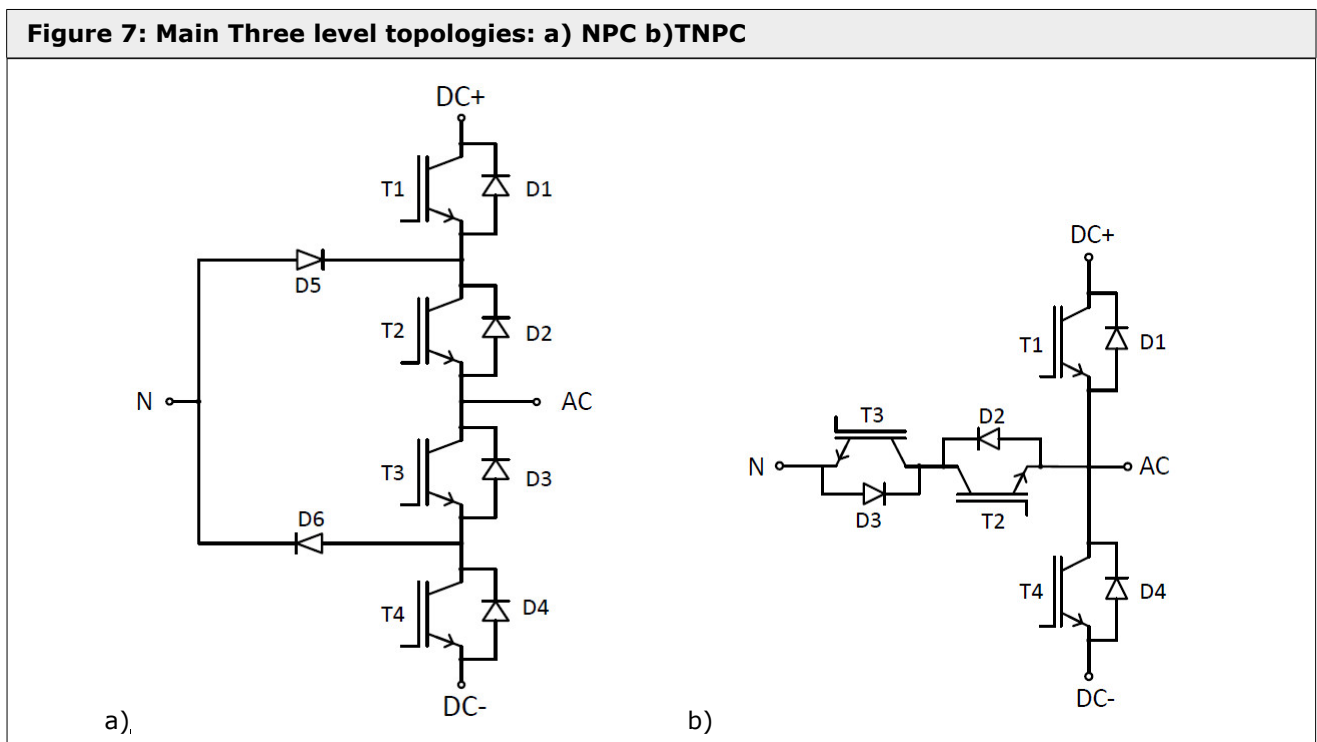 Figure 7: Main Three level topologies: a) NPC b)TNPC
DC+
T1
D1
D5
T2
D2
N
AC
T3
D3
D6
T4
D4
DC-
a)
DC+
T1
D1
T3
D2
N
AC
D3
T2
T4
D4
DC-
b)